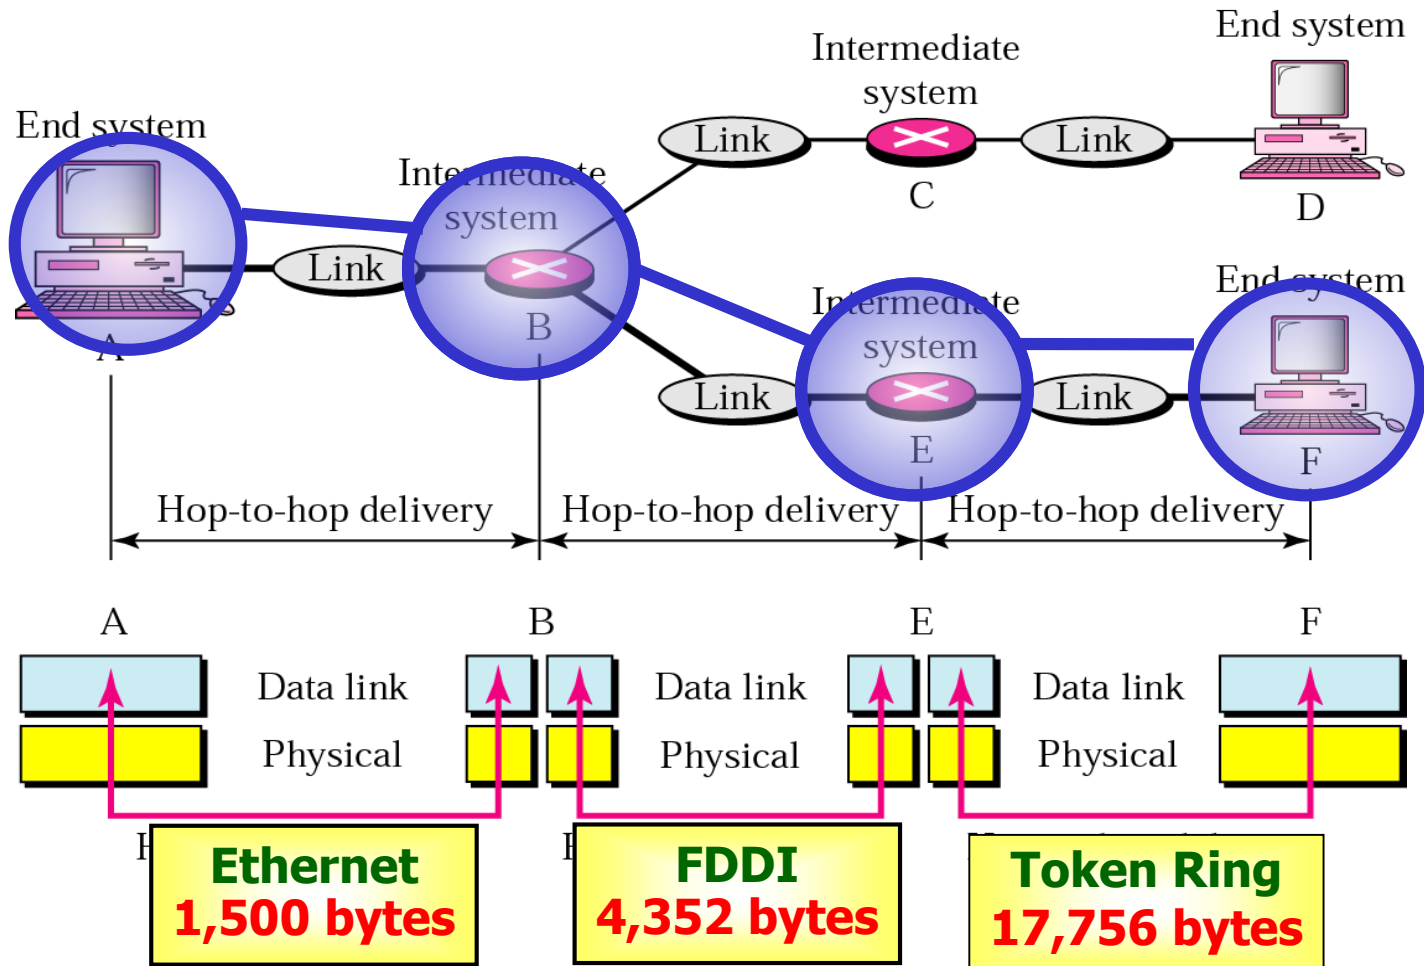 End system
Intermediate
system
End system
Link
Link
C
D
Intermediate
system
Link
A
B
Intermediate
system
End system
Link
Link
E
F
Hop-to-hop delivery
Hop-to-hop delivery
Hop-to-hop delivery
A
B
E
F
Data link
Data link
Data link
Physical
Physical
Physical
Ethernet
1,500 bytes
FDDI
4,352 bytes
Token Ring
17,756 bytes